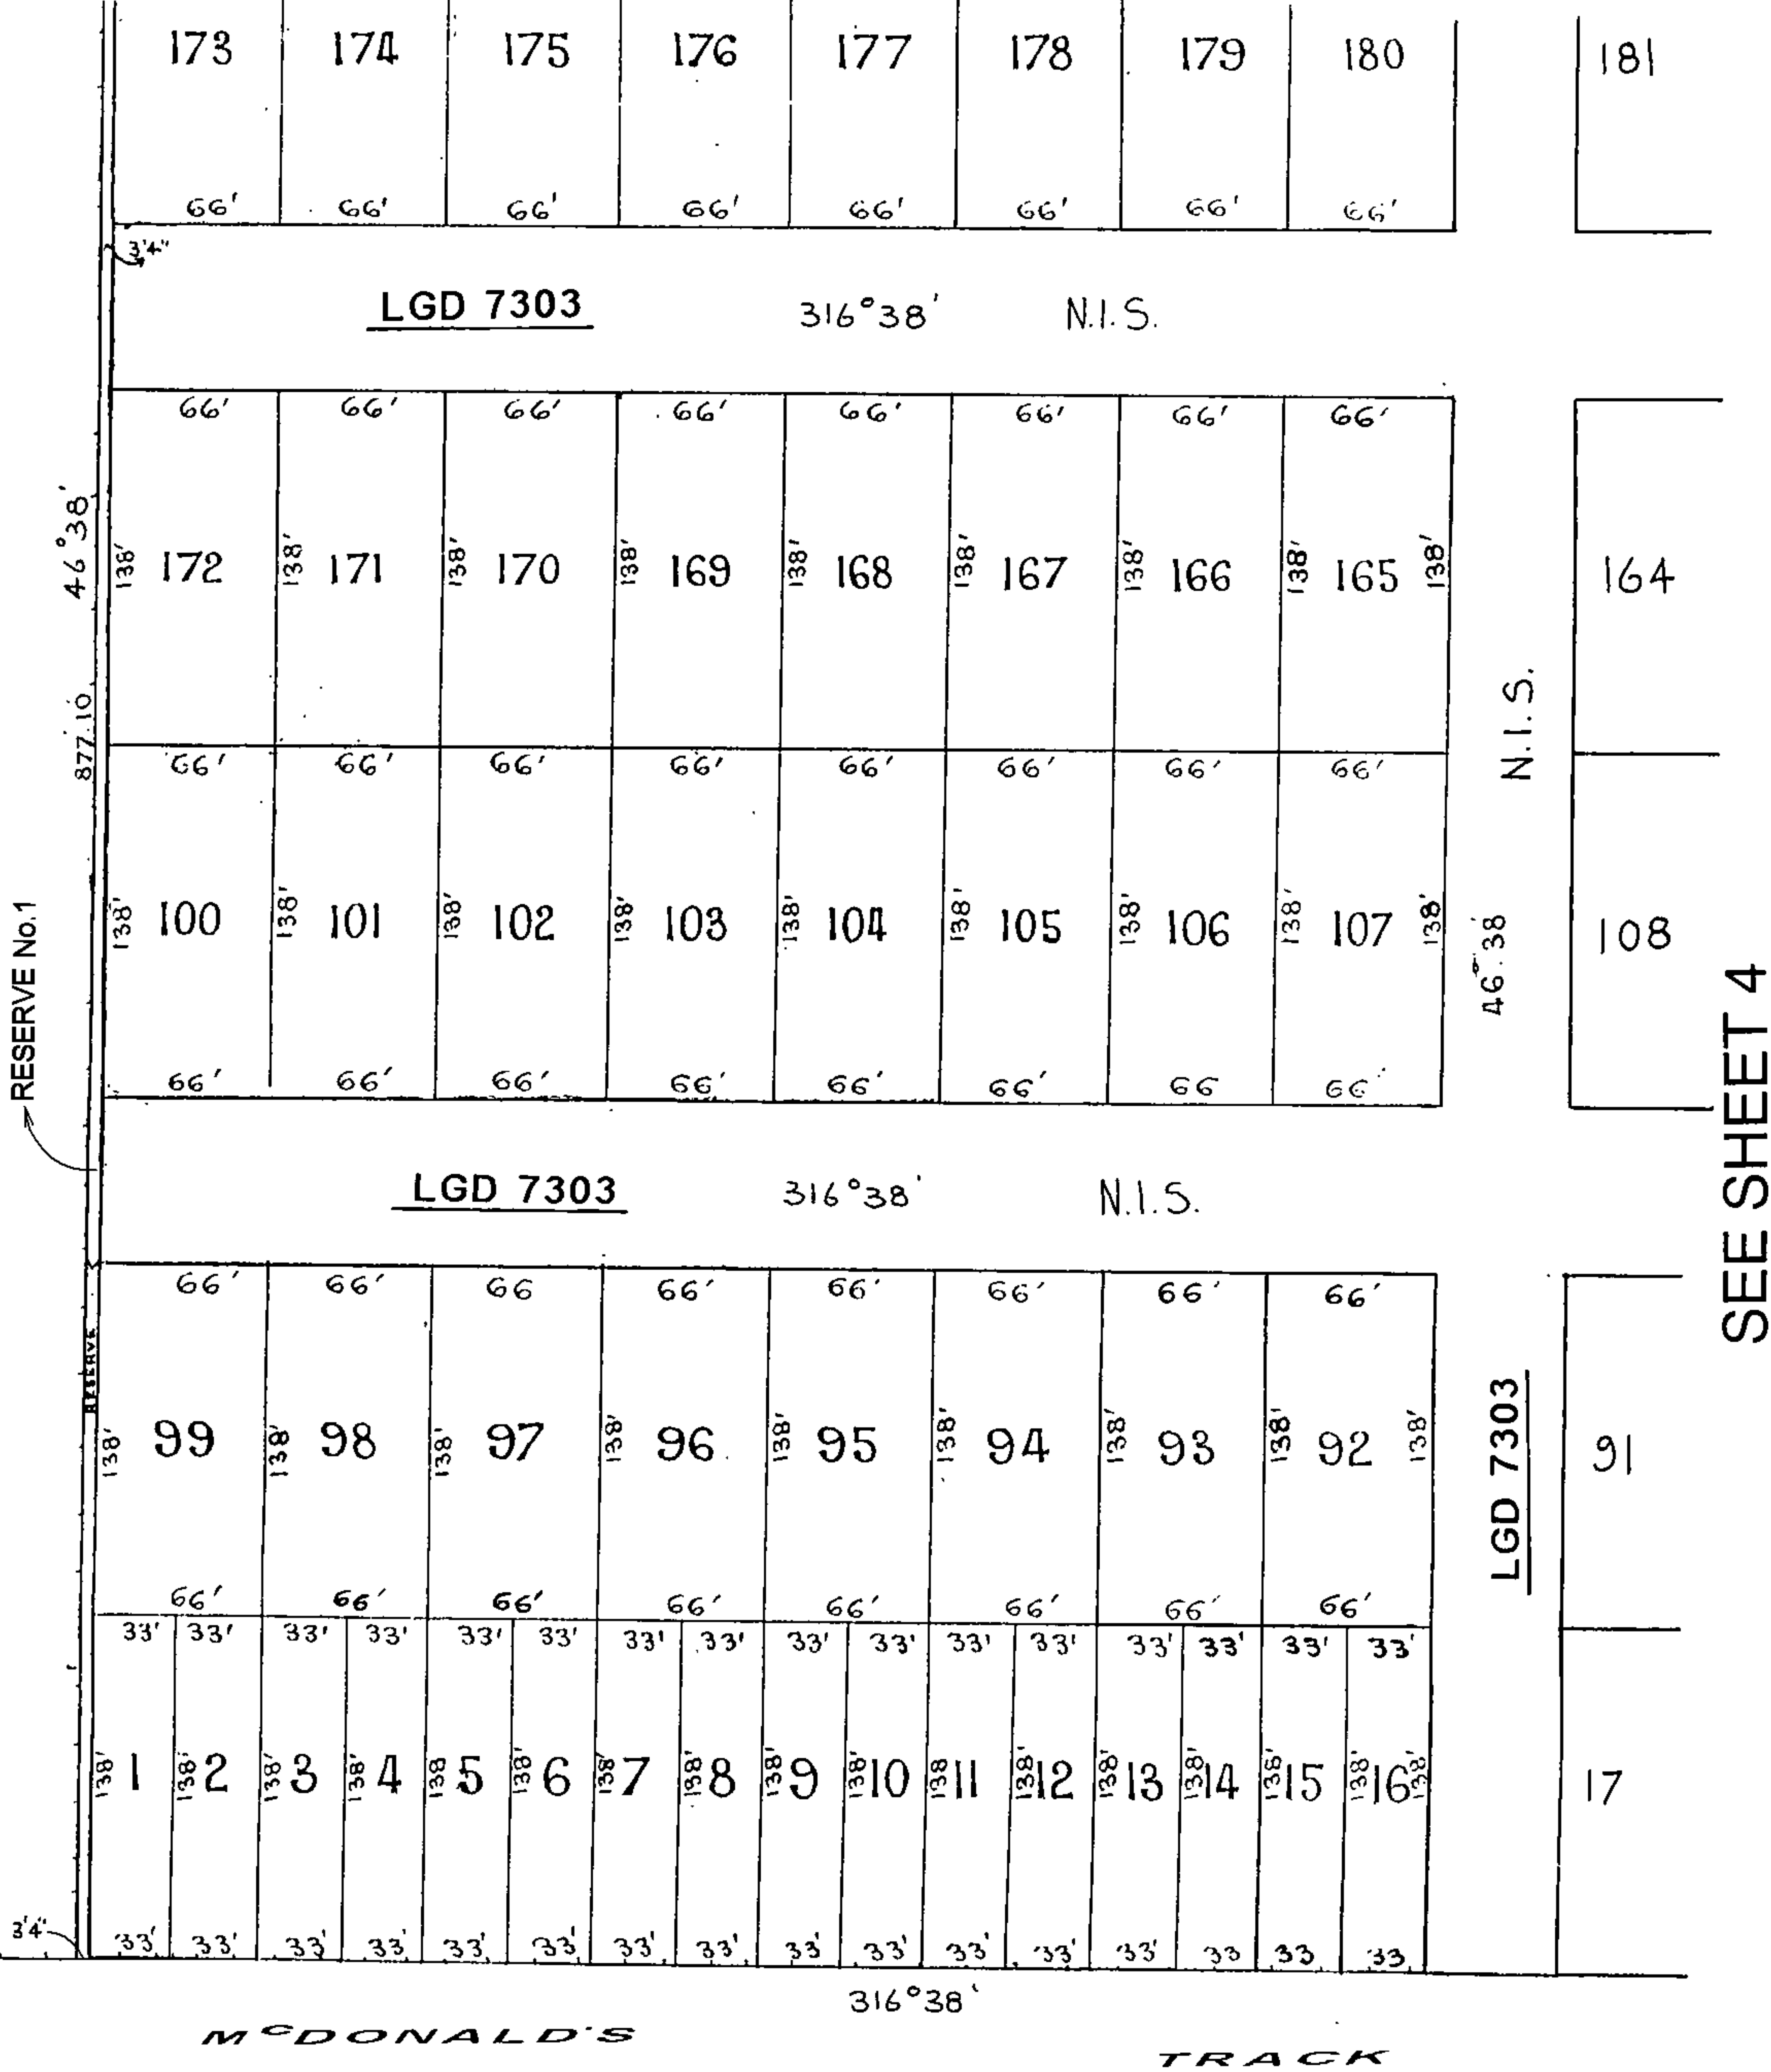 173 174 175 176 177 178 179 180 181
66' 66' 66' 66' 66' 66' 66' 66'
3'4"
LGD 7303 316°38' N.I.S.
66' 66' 66' 66' 66' 66' 66' 66'
46°38'
138' 172 138' 171 138' 170 138' 169 138' 168 138' 167 138' 166 138' 165 138' 164
877.10
N.I.S.
66' 66' 66' 66' 66' 66' 66' 66'
RESERVE No.1
138' 100 138' 101 138' 102 138' 103 138' 104 138' 105 138' 106 138' 107 138' 108
46°38'
66' 66' 66' 66' 66' 66' 66 66'
SEE SHEET 4
LGD 7303 316°38' N.I.S.
66' 66' 66 66' 66' 66' 66' 66'
RESERVE
138' 99 138' 98 138' 97 138' 96 138' 95 138' 94 138' 93 138' 92 138' 91
LGD 7303
66' 66' 66' 66' 66' 66' 66' 66'
33' 33' 33' 33' 33' 33' 33' 33' 33' 33' 33' 33' 33' 33' 33' 33'
138' 1 138' 2 138' 3 138' 4 138 5 138' 6 138' 7 138' 8 138' 9 138' 10 138 11 138' 12 138' 13 138' 14 138' 15 138' 16 138' 17
3'4"
33' 33' 33' 33' 33' 33' 33' 33' 33' 33' 33' 33' 33' 33 33 33
316°38'
McDONALD'S TRACK